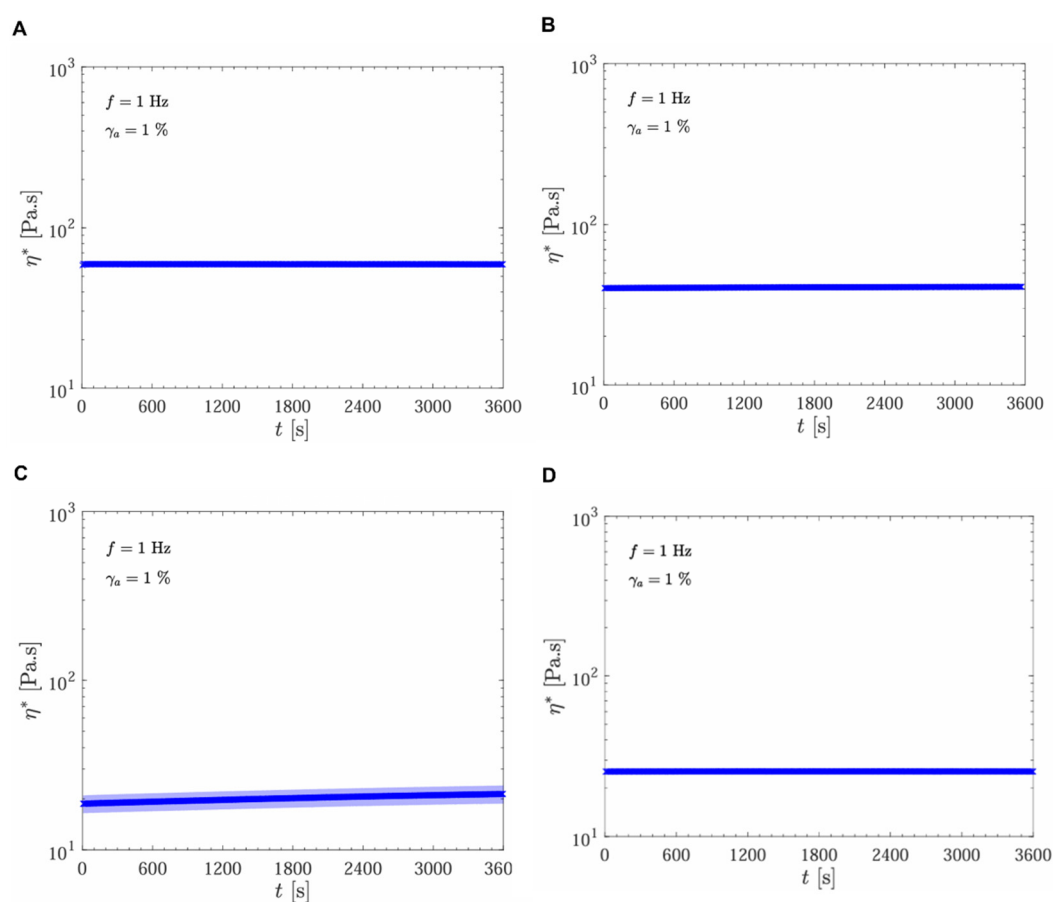 A
10³
f = 1 Hz
γₐ = 1 %
10²
η* [Pa.s]
10¹
0 600 1200 1800 2400 3000 3600
t [s]
B
10³
f = 1 Hz
γₐ = 1 %
10²
η* [Pa.s]
10¹
0 600 1200 1800 2400 3000 3600
t [s]
C
10³
f = 1 Hz
γₐ = 1 %
10²
η* [Pa.s]
10¹
0 600 1200 1800 2400 3000 3600
t [s]
D
10³
f = 1 Hz
γₐ = 1 %
10²
η* [Pa.s]
10¹
0 600 1200 1800 2400 3000 3600
t [s]